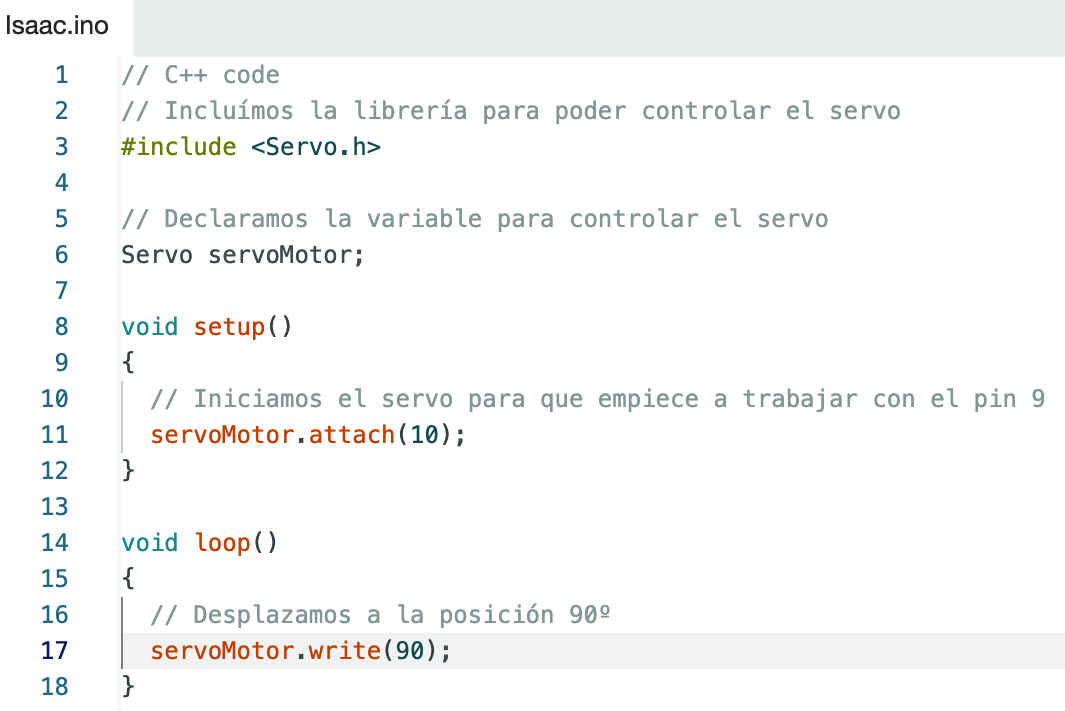 Isaac.ino
1 // C++ code
2 // Incluímos la librería para poder controlar el servo
3 #include <Servo.h>
4
5 // Declaramos la variable para controlar el servo
6 Servo servoMotor;
7
8 void setup()
9 {
10 // Iniciamos el servo para que empiece a trabajar con el pin 9
11 servoMotor.attach(10);
12 }
13
14 void loop()
15 {
16 // Desplazamos a la posición 90º
17 servoMotor.write(90);
18 }